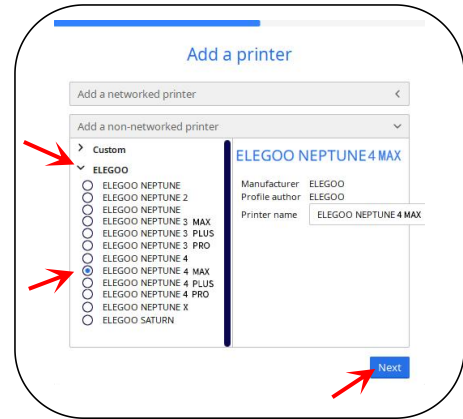 Add a printer
Add a networked printer
Add a non-networked printer
Custom
ELEGOO
ELEGOO NEPTUNE
ELEGOO NEPTUNE 2
ELEGOO NEPTUNE
ELEGOO NEPTUNE 3 MAX
ELEGOO NEPTUNE 3 PLUS
ELEGOO NEPTUNE 3 PRO
ELEGOO NEPTUNE 4
ELEGOO NEPTUNE 4 MAX
ELEGOO NEPTUNE 4 PLUS
ELEGOO NEPTUNE 4 PRO
ELEGOO NEPTUNE X
ELEGOO SATURN
ELEGOO NEPTUNE4 MAX
Manufacturer ELEGOO
Profile author ELEGOO
Printer name ELEGOO NEPTUNE 4 MAX
Next